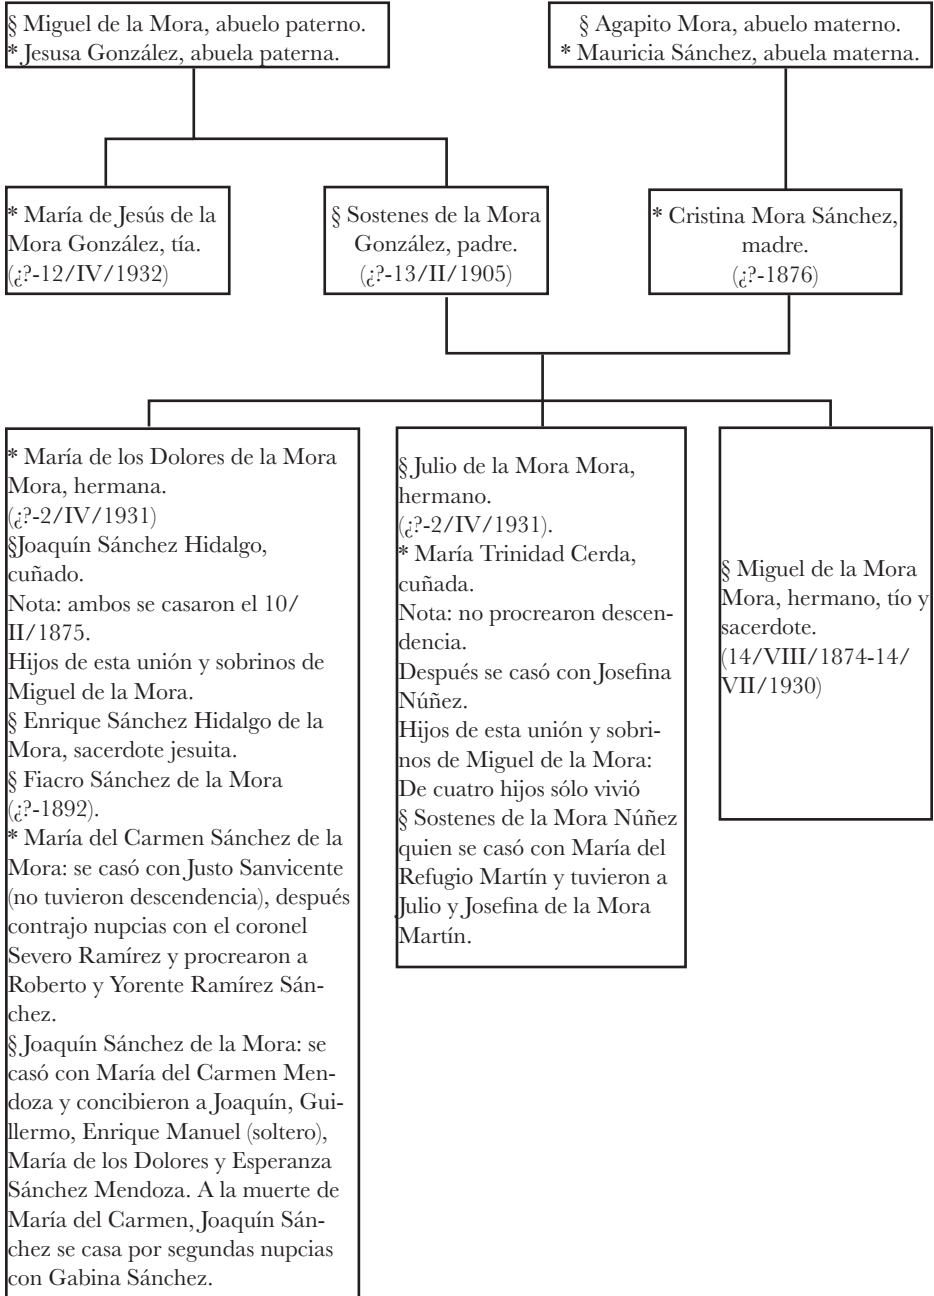 § Miguel de la Mora, abuelo paterno.
* Jesusa González, abuela paterna.
§ Agapito Mora, abuelo materno.
* Mauricia Sánchez, abuela materna.
* María de Jesús de la
Mora González, tía.
(¿?-12/IV/1932)
§ Sostenes de la Mora
González, padre.
(¿?-13/II/1905)
* Cristina Mora Sánchez,
madre.
(¿?-1876)
* María de los Dolores de la Mora
Mora, hermana.
(¿?-2/IV/1931)
§Joaquín Sánchez Hidalgo,
cuñado.
Nota: ambos se casaron el 10/
II/1875.
Hijos de esta unión y sobrinos de
Miguel de la Mora.
§ Enrique Sánchez Hidalgo de la
Mora, sacerdote jesuita.
§ Fiacro Sánchez de la Mora
(¿?-1892).
* María del Carmen Sánchez de la
Mora: se casó con Justo Sanvicente
(no tuvieron descendencia), después
contrajo nupcias con el coronel
Severo Ramírez y procrearon a
Roberto y Yorente Ramírez Sán-
chez.
§ Joaquín Sánchez de la Mora: se
casó con María del Carmen Men-
doza y concibieron a Joaquín, Gui-
llermo, Enrique Manuel (soltero),
María de los Dolores y Esperanza
Sánchez Mendoza. A la muerte de
María del Carmen, Joaquín Sán-
chez se casa por segundas nupcias
con Gabina Sánchez.
§ Julio de la Mora Mora,
hermano.
(¿?-2/IV/1931).
* María Trinidad Cerda,
cuñada.
Nota: no procrearon descen-
dencia.
Después se casó con Josefina
Núñez.
Hijos de esta unión y sobri-
nos de Miguel de la Mora:
De cuatro hijos sólo vivió
§ Sostenes de la Mora Núñez
quien se casó con María del
Refugio Martín y tuvieron a
Julio y Josefina de la Mora
Martín.
§ Miguel de la Mora
Mora, hermano, tío y
sacerdote.
(14/VIII/1874-14/
VII/1930)